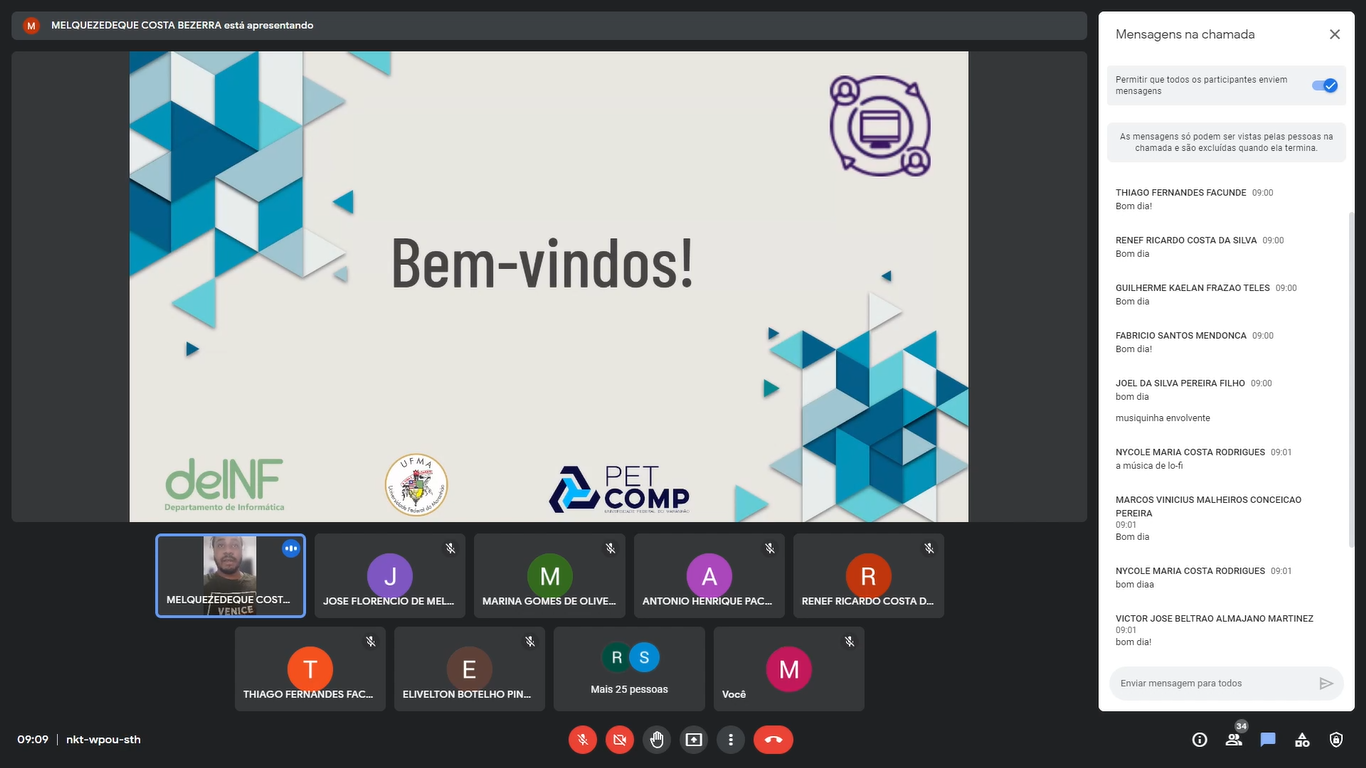 M MELQUEZEDEQUE COSTA BEZERRA está apresentando
Bem-vindos!
deINF
Departamento de Informática
UFMA
Universidade Federal do Maranhão
PET
COMP
UNIVERSIDADE FEDERAL DO MARANHÃO
VENICE
MELQUEZEDEQUE COST...
J
JOSE FLORENCIO DE MEL...
M
MARINA GOMES DE OLIVE...
A
ANTONIO HENRIQUE PAC...
R
RENEF RICARDO COSTA D...
T
THIAGO FERNANDES FAC...
E
ELIVELTON BOTELHO PIN...
R S
Mais 25 pessoas
M
Você
09:09 | nkt-wpou-sth
Mensagens na chamada
Permitir que todos os participantes enviem
mensagens
As mensagens só podem ser vistas pelas pessoas na
chamada e são excluídas quando ela termina.
THIAGO FERNANDES FACUNDE 09:00
Bom dia!
RENEF RICARDO COSTA DA SILVA 09:00
Bom dia
GUILHERME KAELAN FRAZAO TELES 09:00
Bom dia
FABRICIO SANTOS MENDONCA 09:00
Bom dia!
JOEL DA SILVA PEREIRA FILHO 09:00
bom dia
musiquinha envolvente
NYCOLE MARIA COSTA RODRIGUES 09:01
a música de lo-fi
MARCOS VINICIUS MALHEIROS CONCEICAO
PEREIRA
09:01
Bom dia
NYCOLE MARIA COSTA RODRIGUES 09:01
bom diaa
VICTOR JOSE BELTRAO ALMAJANO MARTINEZ
09:01
bom dia!
Enviar mensagem para todos
34